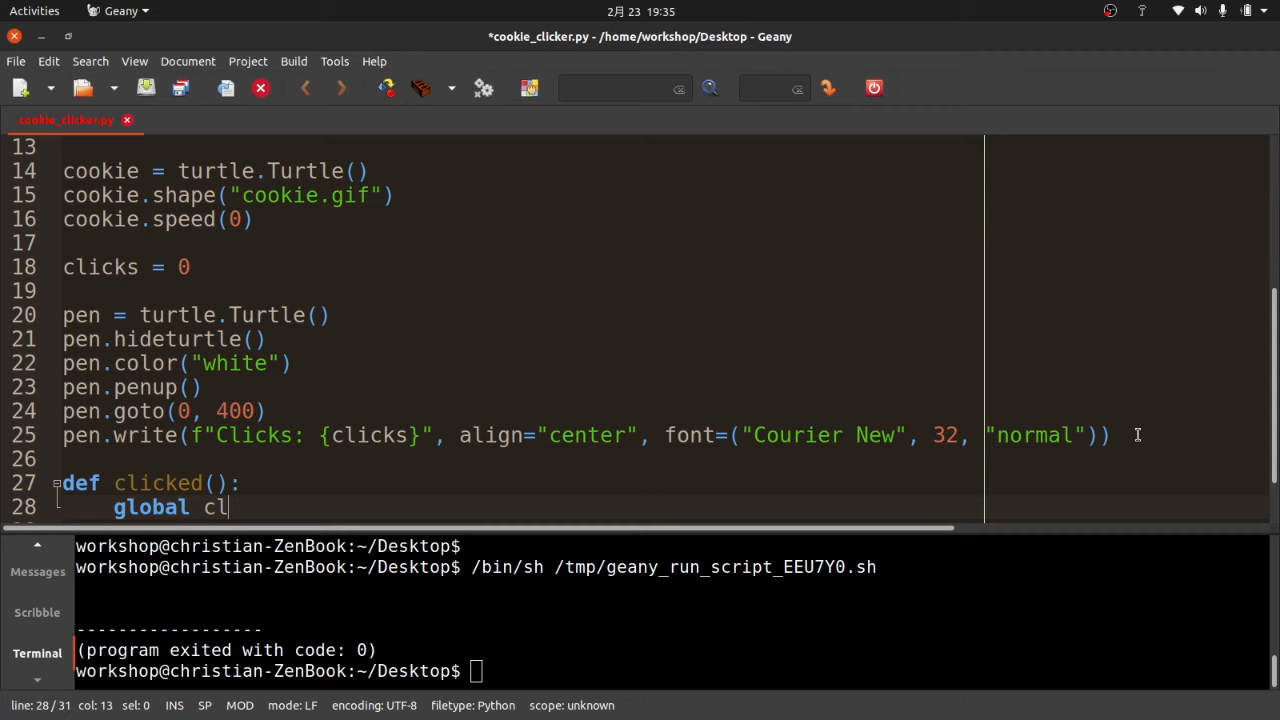 Activities Geany 2月 23 19:35
*cookie_clicker.py - /home/workshop/Desktop - Geany
File Edit Search View Document Project Build Tools Help
cookie_clicker.py
13
14 cookie = turtle.Turtle()
15 cookie.shape("cookie.gif")
16 cookie.speed(0)
17
18 clicks = 0
19
20 pen = turtle.Turtle()
21 pen.hideturtle()
22 pen.color("white")
23 pen.penup()
24 pen.goto(0, 400)
25 pen.write(f"Clicks: {clicks}", align="center", font=("Courier New", 32, "normal"))
26
27 def clicked():
28 global cl
workshop@christian-ZenBook:~/Desktop$
Messages workshop@christian-ZenBook:~/Desktop$ /bin/sh /tmp/geany_run_script_EEU7Y0.sh
Scribble
------------------
Terminal (program exited with code: 0)
workshop@christian-ZenBook:~/Desktop$
line: 28 / 31 col: 13 sel: 0 INS SP MOD mode: LF encoding: UTF-8 filetype: Python scope: unknown